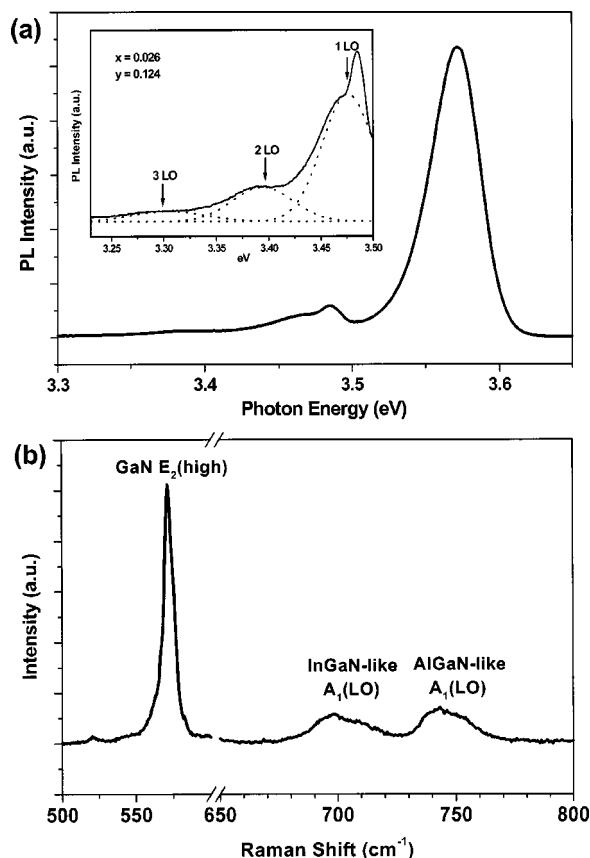 (a)
x = 0.026
y = 0.124
1 LO
2 LO
3 LO
PL Intensity (a.u.)
3.25 3.30 3.35 3.40 3.45 3.50
eV
PL Intensity (a.u.)
3.3 3.4 3.5 3.6
Photon Energy (eV)
(b)
GaN E₂(high)
InGaN-like
A₁(LO)
AlGaN-like
A₁(LO)
Intensity (a.u.)
500 550 650 700 750 800
Raman Shift (cm⁻¹)